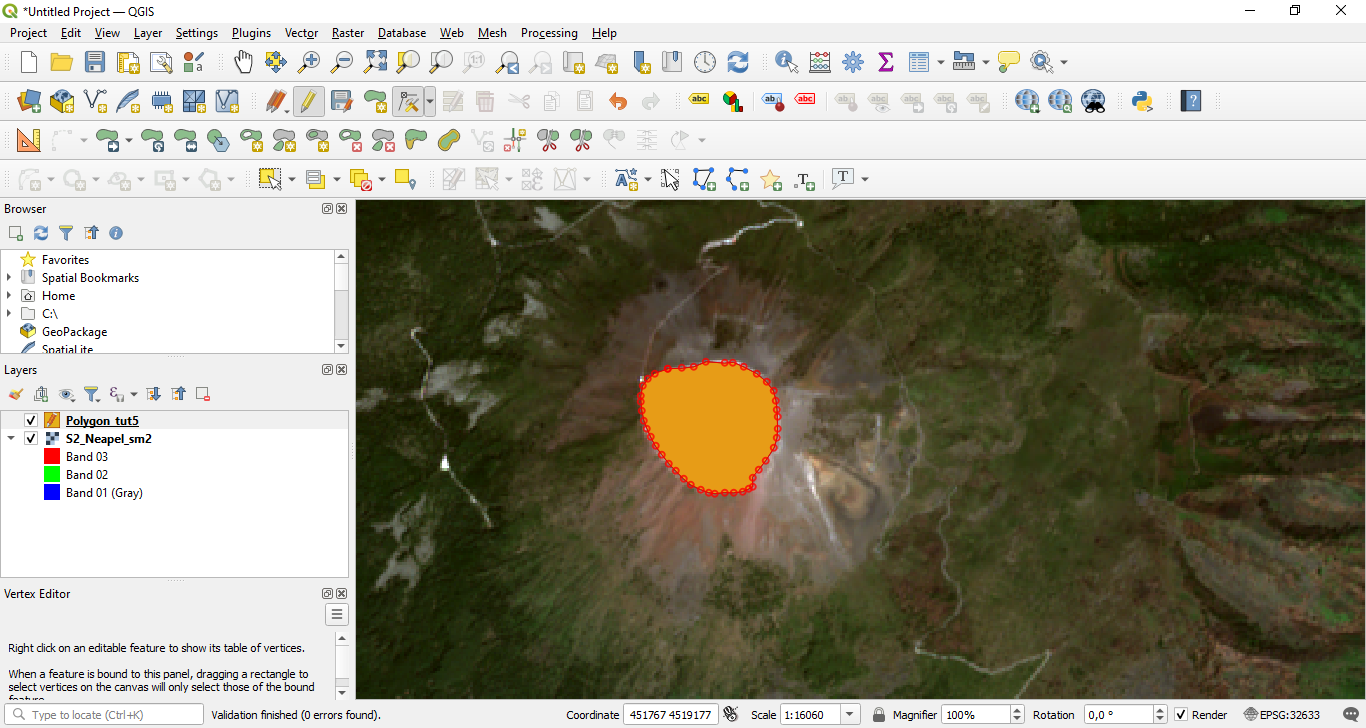 *Untitled Project — QGIS
Project Edit View Layer Settings Plugins Vector Raster Database Web Mesh Processing Help
abc abc abc
Browser
Favorites
Spatial Bookmarks
Home
C:\
GeoPackage
SpatiaLite
Layers
Polygon_tut5
S2_Neapel_sm2
Band 03
Band 02
Band 01 (Gray)
Vertex Editor
Right click on an editable feature to show its table of vertices.
When a feature is bound to this panel, dragging a rectangle to
select vertices on the canvas will only select those of the bound
feature
Type to locate (Ctrl+K) Validation finished (0 errors found). Coordinate 451767 4519177 Scale 1:16060 Magnifier 100% Rotation 0,0 ° Render EPSG:32633